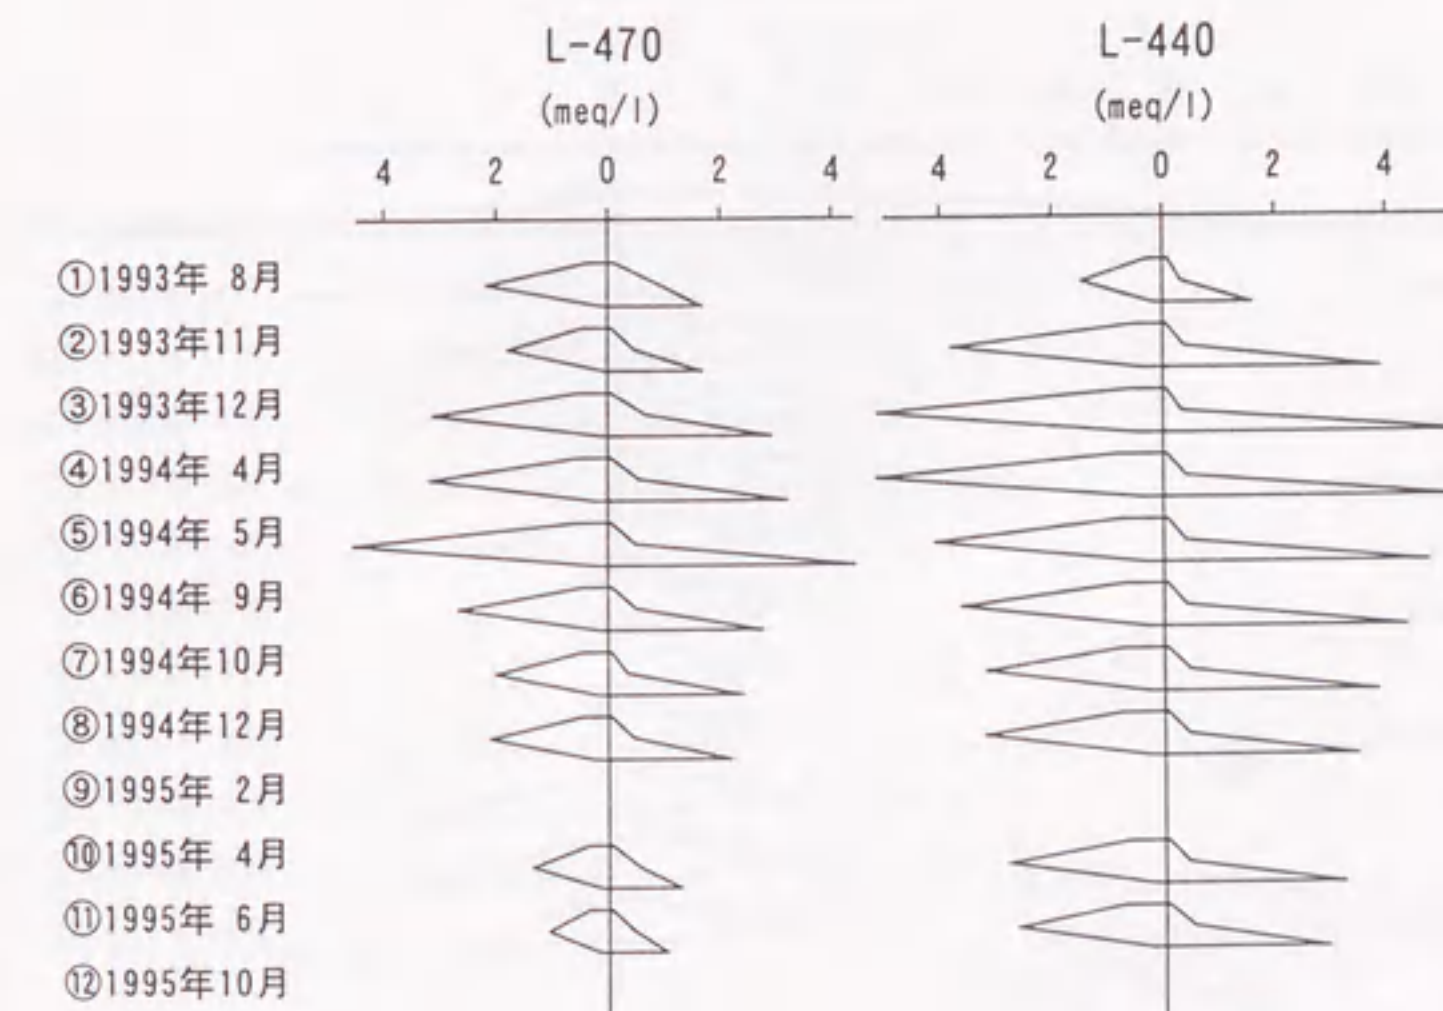 L-470 L-440
(meq/l) (meq/l)
4 2 0 2 4 4 2 0 2 4
①1993年 8月
②1993年11月
③1993年12月
④1994年 4月
⑤1994年 5月
⑥1994年 9月
⑦1994年10月
⑧1994年12月
⑨1995年 2月
⑩1995年 4月
⑪1995年 6月
⑫1995年10月